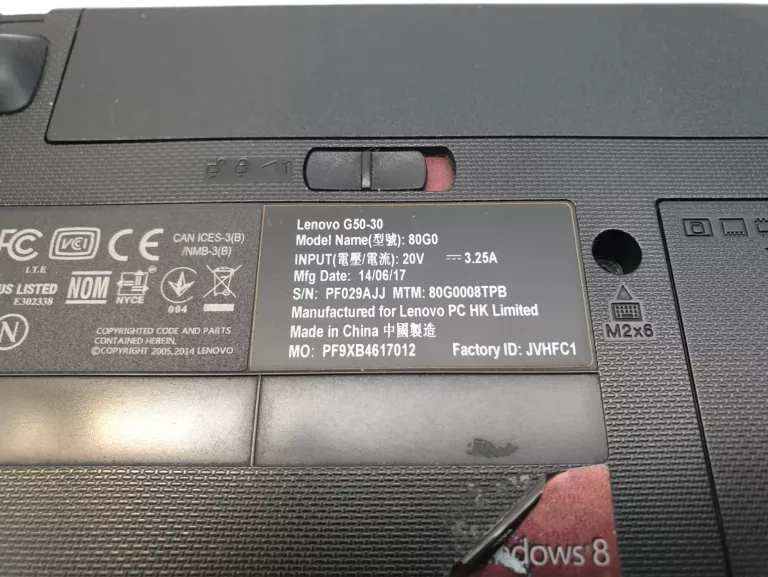 FC
VCI
CE
CAN ICES-3(B)
/NMB-3(B)
I.T.E
US LISTED
E302338
NOM
NYCE
004
N
COPYRIGHTED CODE AND PARTS
CONTAINED HEREIN.
©COPYRIGHT 2005,2014 LENOVO
Lenovo G50-30
Model Name(型號): 80G0
INPUT(電壓/電流): 20V ⎓ 3.25A
Mfg Date: 14/06/17
S/N: PF029AJJ MTM: 80G0008TPB
Manufactured for Lenovo PC HK Limited
Made in China 中國製造
MO: PF9XB4617012 Factory ID: JVHFC1
M2x6
ndows 8